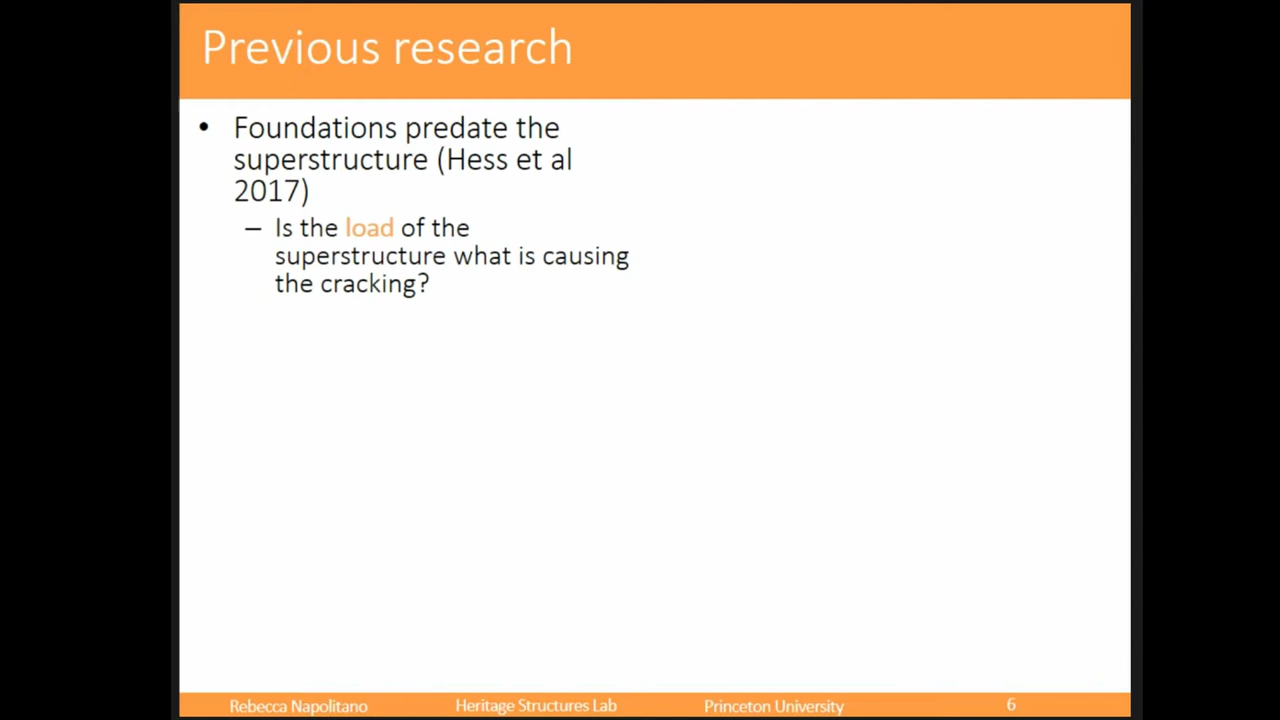 Previous research
• Foundations predate the
superstructure (Hess et al
2017)
– Is the load of the
superstructure what is causing
the cracking?
Rebecca Napolitano Heritage Structures Lab Princeton University 6